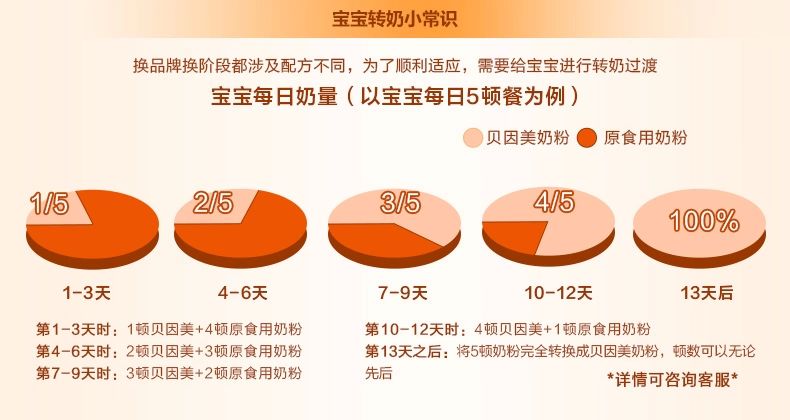 宝宝转奶小常识
换品牌换阶段都涉及配方不同，为了顺利适应，需要给宝宝进行转奶过渡
宝宝每日奶量（以宝宝每日5顿餐为例）
贝因美奶粉 原食用奶粉
1/5 2/5 3/5 4/5 100%
1-3天 4-6天 7-9天 10-12天 13天后
第1-3天时：1顿贝因美+4顿原食用奶粉
第4-6天时：2顿贝因美+3顿原食用奶粉
第7-9天时：3顿贝因美+2顿原食用奶粉
第10-12天时：4顿贝因美+1顿原食用奶粉
第13天之后：将5顿奶粉完全转换成贝因美奶粉，顿数可以无论
先后
*详情可咨询客服*